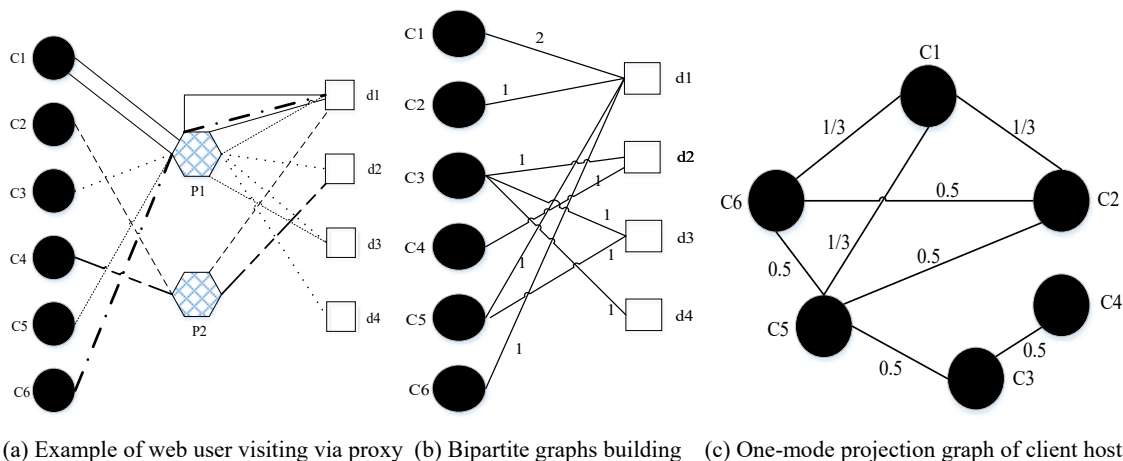 C1
C2
C3
C4
C5
C6
P1
P2
d1
d2
d3
d4
C1
C2
C3
C4
C5
C6
2
1
1
1
1
1
1
1
d1
d2
d3
d4
C1
1/3
1/3
C6
0.5
C2
1/3
0.5
0.5
C4
C5
0.5
0.5
C3
(a) Example of web user visiting via proxy (b) Bipartite graphs building (c) One-mode projection graph of client host